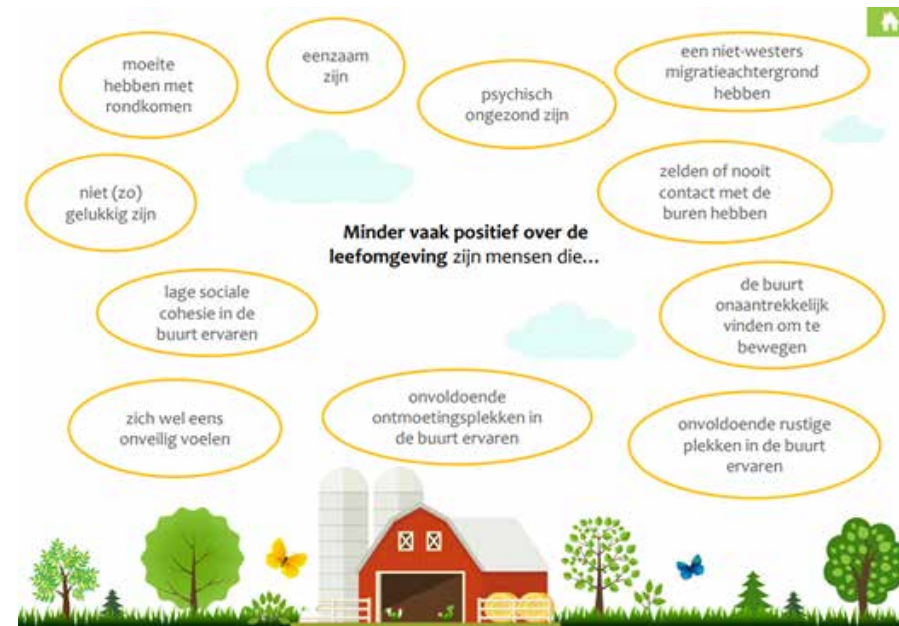 moeite
hebben met
rondkomen
eenzaam
zijn
psychisch
ongezond zijn
een niet-westers
migratieachtergrond
hebben
niet (zo)
gelukkig zijn
zelden of nooit
contact met de
buren hebben
Minder vaak positief over de
leefomgeving zijn mensen die...
lage sociale
cohesie in de
buurt ervaren
de buurt
onaantrekkelijk
vinden om te
bewegen
zich wel eens
onveilig voelen
onvoldoende
ontmoetingsplekken in
de buurt ervaren
onvoldoende rustige
plekken in de buurt
ervaren